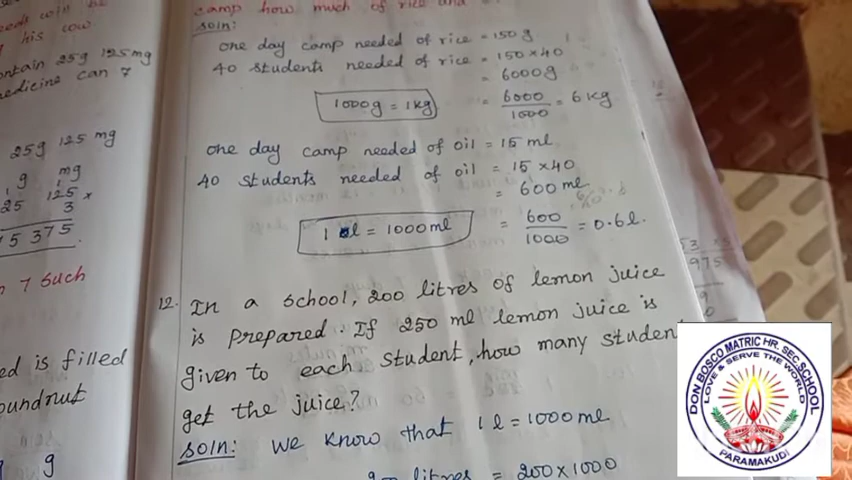 his cow
contain 25g 125mg
medicine can 7
25g 125 mg
g mg
25 125 ×
3
75 375
7 Such
is filled
groundnut
g
camp how much of rice and
soln:
one day camp needed of rice = 150 g
40 students needed of rice = 150 × 40
= 6000g
1000g = 1kg
= 6000/1000 = 6 kg
one day camp needed of oil = 15 ml
40 students needed of oil = 15 × 40
= 600 ml
1 l = 1000 ml
= 600/1000 = 0.6 l.
12. In a school, 200 litres of lemon juice
is prepared. If 250 ml lemon juice is
given to each student, how many student
get the juice?
soln: We know that 1 l = 1000 ml
litres = 200 × 1000
975
DON BOSCO MATRIC HR. SEC SCHOOL
LOVE & SERVE THE WORLD
PARAMAKUDI